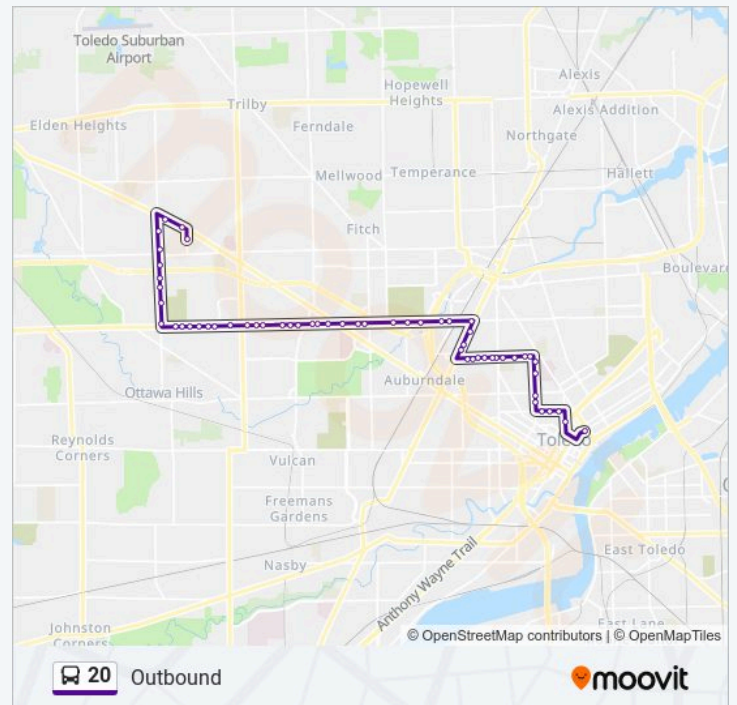 Toledo Suburban
Airport
Alexis
Hopewell
Heights
Trilby
Alexis Addition
Elden Heights
Ferndale
Northgate
Mellwood
Temperance
Hallett
Fitch
Boulevar
Auburndale
Ottawa Hills
Reynolds
Corners
Toledo
Vulcan
Freemans
Gardens
East Toledo
Nasby
Anthony Wayne Trail
East Lane
Johnston
Corners
© OpenStreetMap contributors | © OpenMapTiles
20 Outbound
moovit